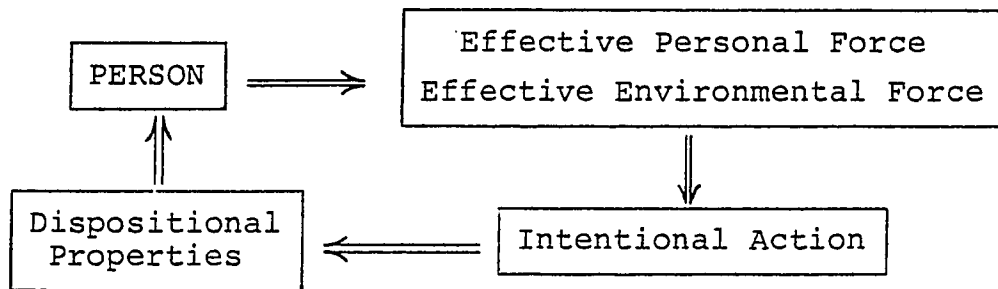 PERSON
Effective Personal Force
Effective Environmental Force
Dispositional
Properties
Intentional Action